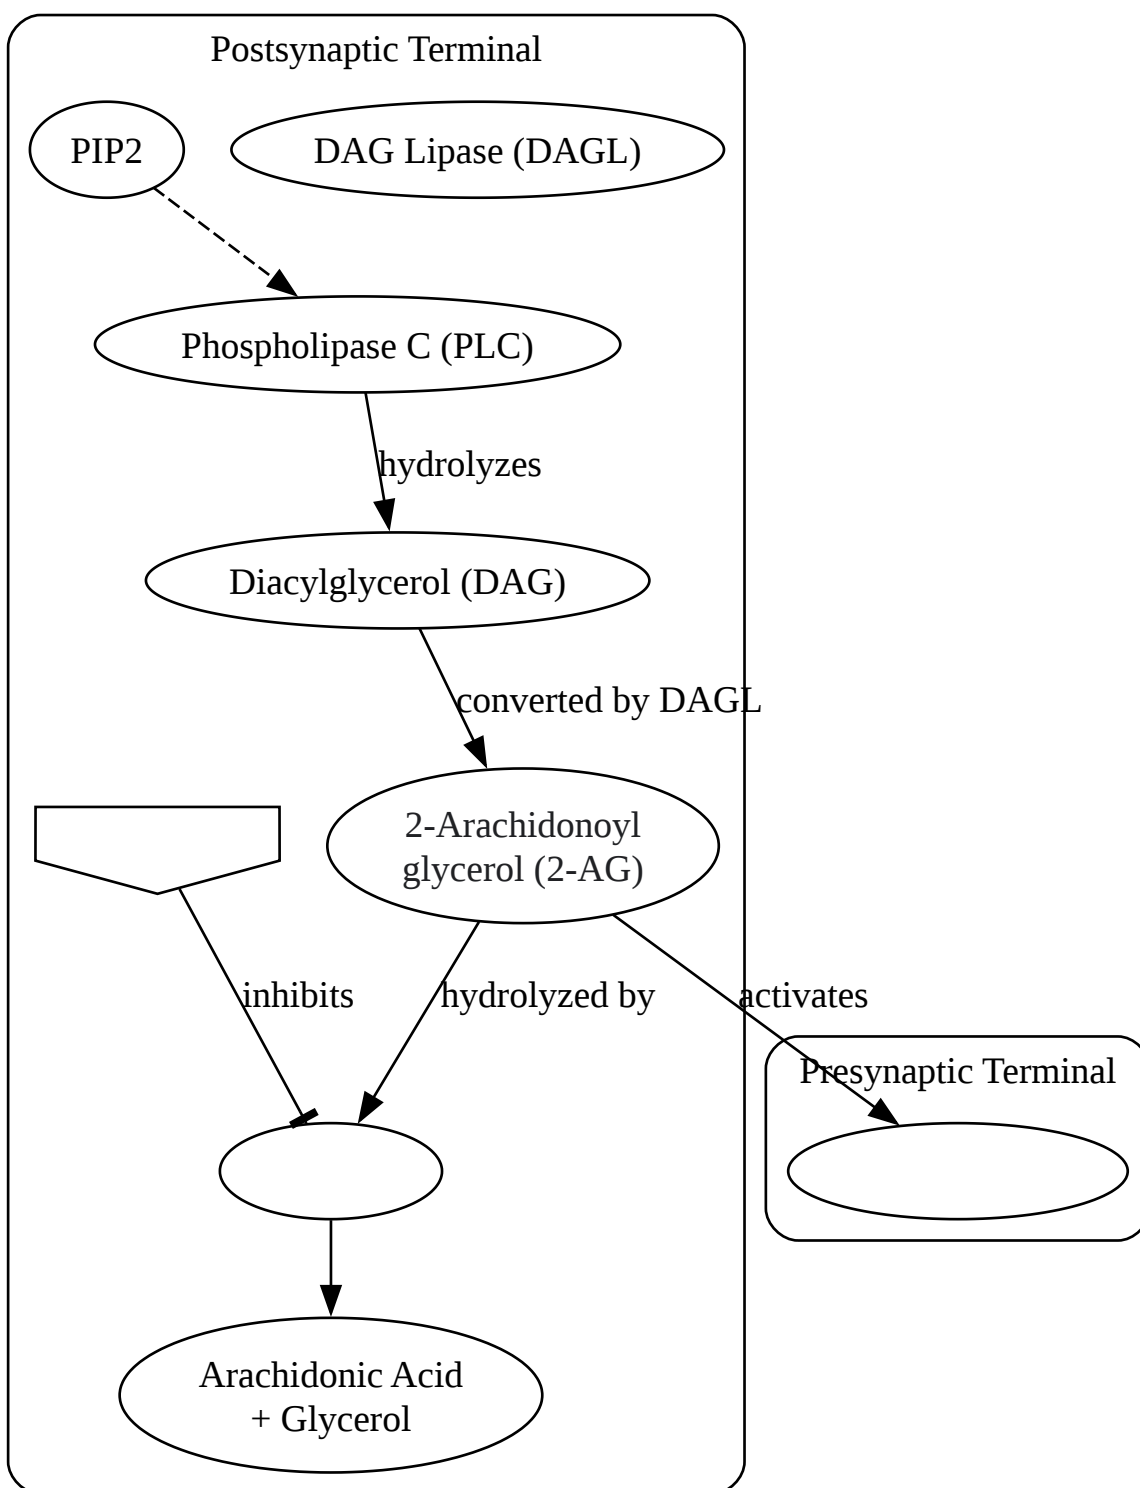 Postsynaptic Terminal
PIP2
DAG Lipase (DAGL)
Phospholipase C (PLC)
hydrolyzes
Diacylglycerol (DAG)
converted by DAGL
2-Arachidonoyl
glycerol (2-AG)
inhibits
hydrolyzed by
activates
Presynaptic Terminal
Arachidonic Acid
+ Glycerol